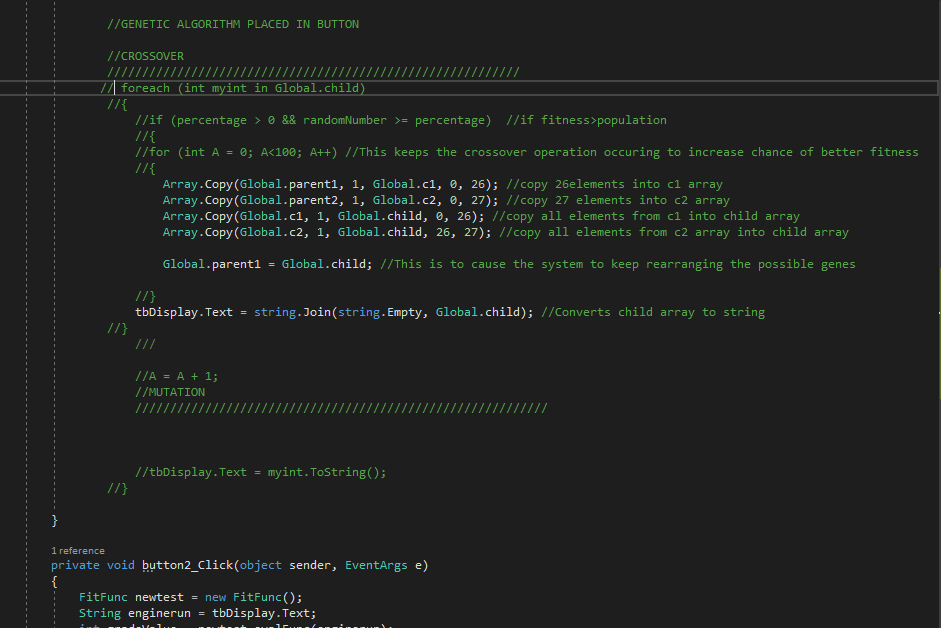 //GENETIC ALGORITHM PLACED IN BUTTON
//CROSSOVER
///////////////////////////////////////////////////////////
// foreach (int myint in Global.child)
//{
//if (percentage > 0 && randomNumber >= percentage)  //if fitness>population
//{
//for (int A = 0; A<100; A++) //This keeps the crossover operation occuring to increase chance of better fitness
//{
Array.Copy(Global.parent1, 1, Global.c1, 0, 26); //copy 26elements into c1 array
Array.Copy(Global.parent2, 1, Global.c2, 0, 27); //copy 27 elements into c2 array
Array.Copy(Global.c1, 1, Global.child, 0, 26); //copy all elements from c1 into child array
Array.Copy(Global.c2, 1, Global.child, 26, 27); //copy all elements from c2 array into child array
Global.parent1 = Global.child; //This is to cause the system to keep rearranging the possible genes
//}
tbDisplay.Text = string.Join(string.Empty, Global.child); //Converts child array to string
//}
///
//A = A + 1;
//MUTATION
///////////////////////////////////////////////////////////
//tbDisplay.Text = myint.ToString();
//}
}
1 reference
private void button2_Click(object sender, EventArgs e)
{
FitFunc newtest = new FitFunc();
String enginerun = tbDisplay.Text;